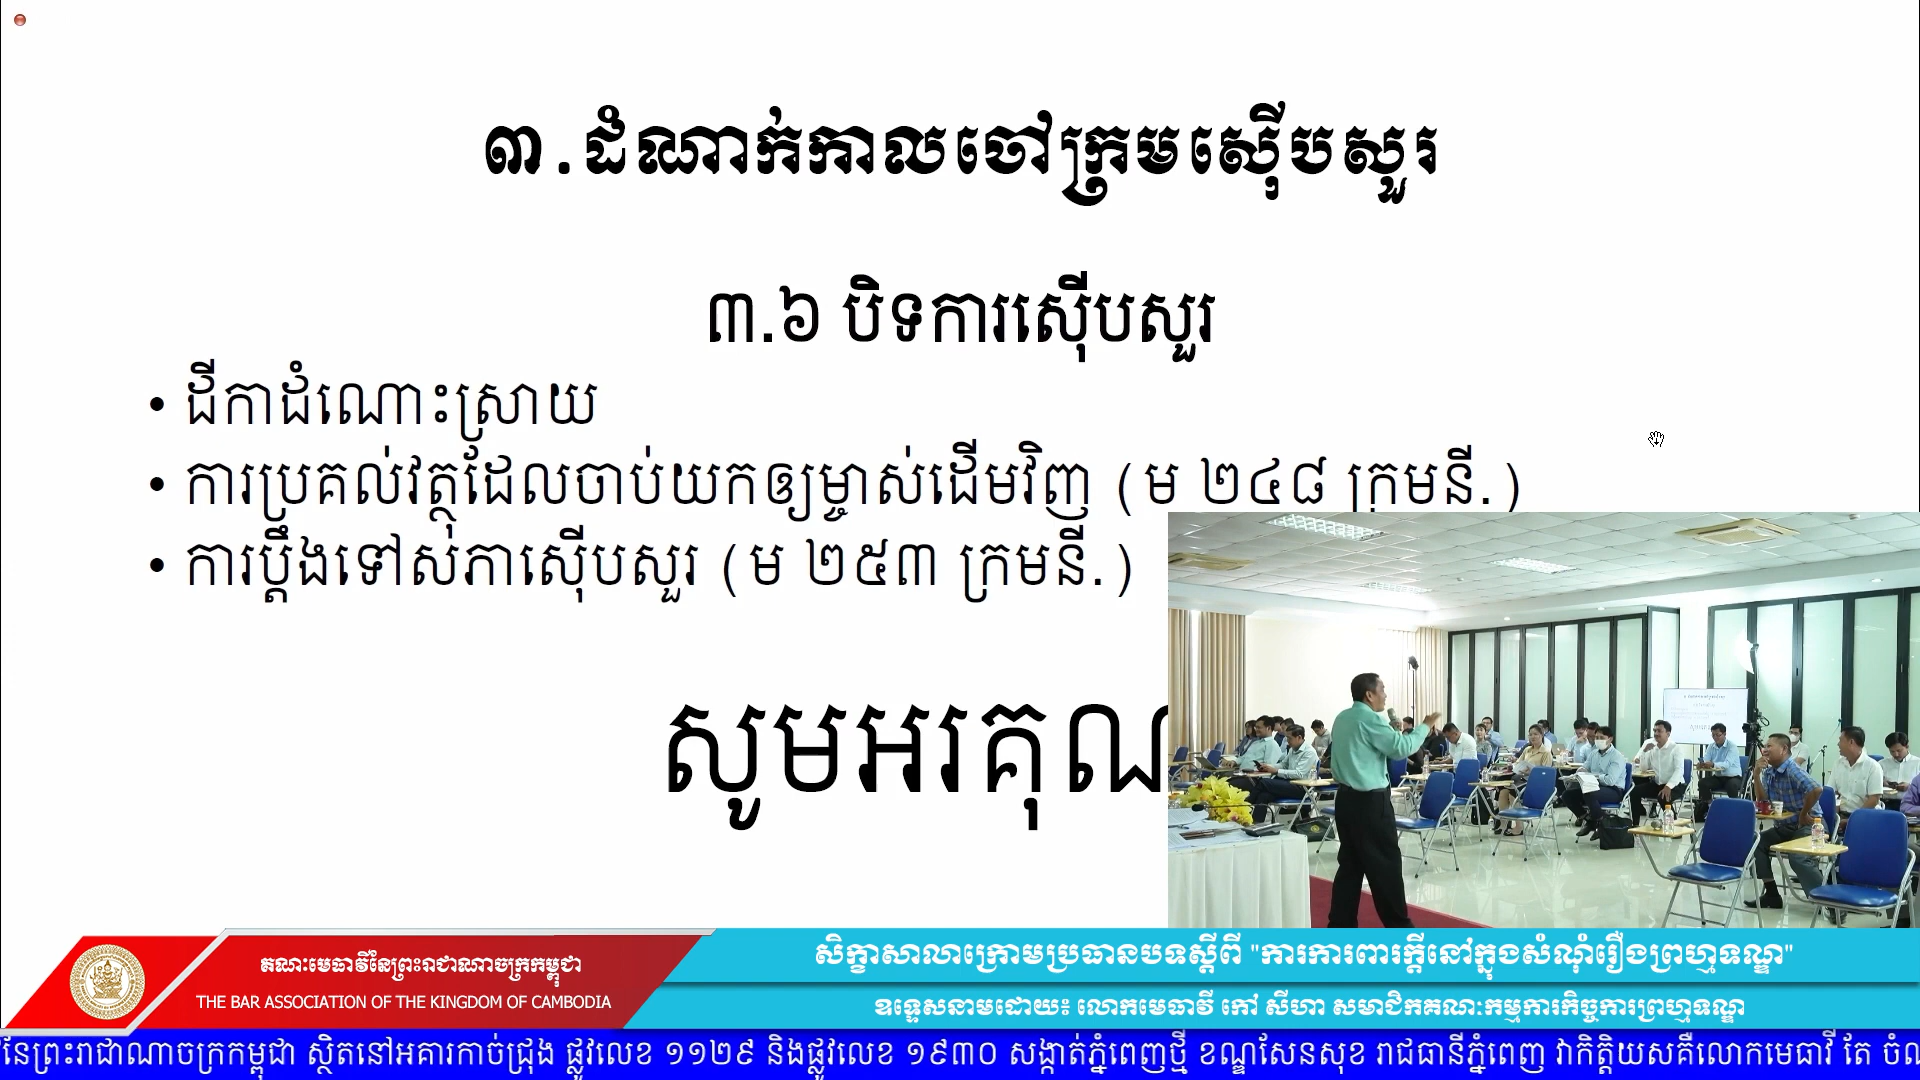 ៣.ដំណាក់កាលចៅក្រមស៊ើបសួរ
៣.៦ បិទការស៊ើបសួរ
• ដីកាដំណោះស្រាយ
• ការប្រគល់វត្ថុដែលចាប់យកឲ្យម្ចាស់ដើមវិញ (ម ២៤៨ ក្រមនី.)
• ការប្តឹងទៅសភាស៊ើបសួរ (ម ២៥៣ ក្រមនី.)
សូមអរគុណ
គណៈមេធាវីនៃព្រះរាជាណាចក្រកម្ពុជា
THE BAR ASSOCIATION OF THE KINGDOM OF CAMBODIA
សិក្ខាសាលាក្រោមប្រធានបទស្តីពី "ការការពារក្តីនៅក្នុងសំណុំរឿងព្រហ្មទណ្ឌ"
ឧទ្ទេសនាមដោយ៖ លោកមេធាវី កៅ សីហា សមាជិកគណៈកម្មការកិច្ចការព្រហ្មទណ្ឌ
នៃព្រះរាជាណាចក្រកម្ពុជា ស្ថិតនៅអគារកាច់ជ្រុង ផ្លូវលេខ ១១២៩ និងផ្លូវលេខ ១៩៣០ សង្កាត់ភ្នំពេញថ្មី ខណ្ឌសែនសុខ រាជធានីភ្នំពេញ វាកិត្តិយសគឺលោកមេធាវី តែ